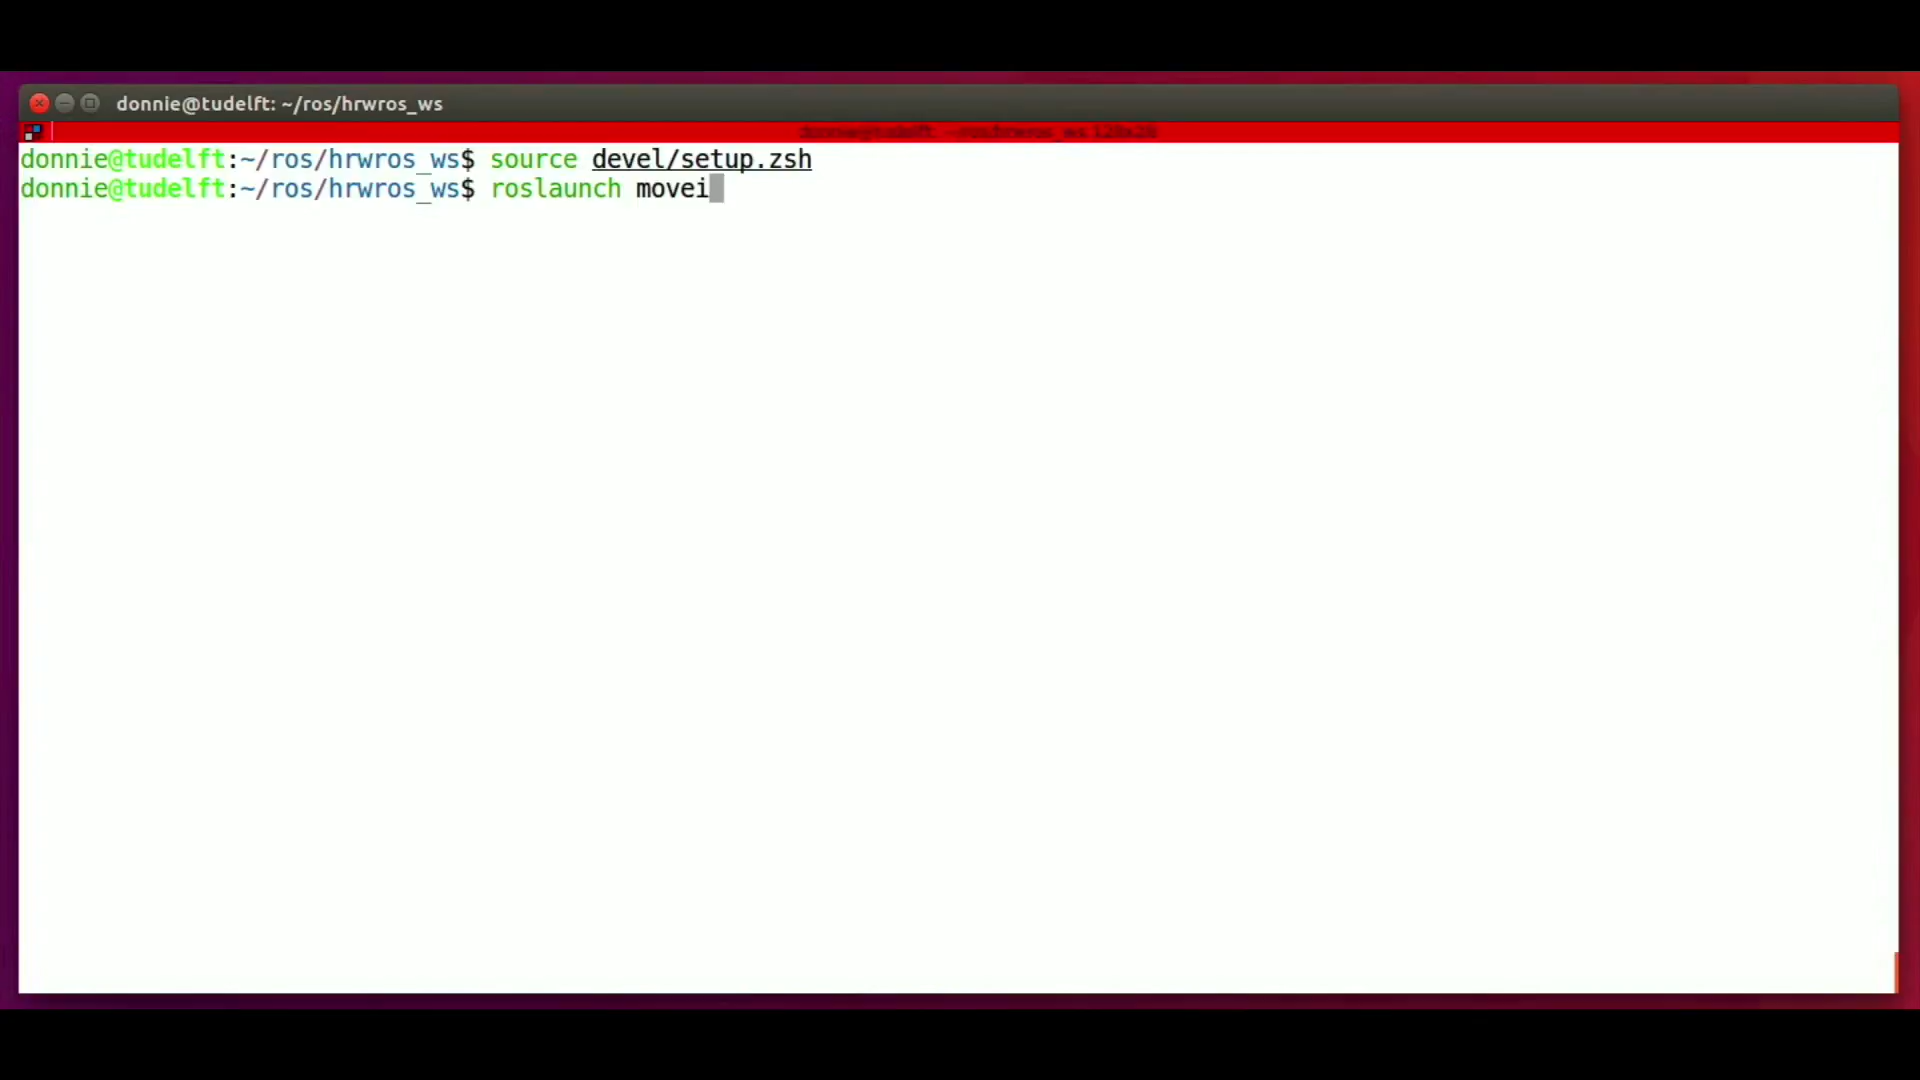 donnie@tudelft: ~/ros/hrwros_ws
donnie@tudelft:~/ros/hrwros_ws$ source devel/setup.zsh
donnie@tudelft:~/ros/hrwros_ws$ roslaunch movei